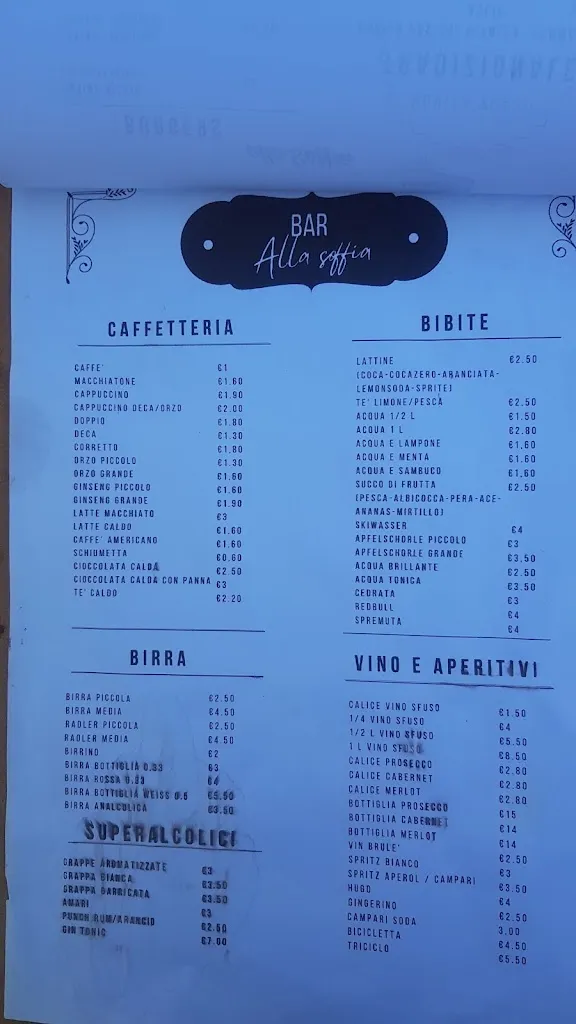 BAR
Alla soffia
CAFFETTERIA
CAFFE' €1
MACCHIATONE €1.60
CAPPUCCINO €1.90
CAPPUCCINO DECA/ORZO €2.00
DOPPIO €1.80
DECA €1.30
CORRETTO €1.80
ORZO PICCOLO €1.30
ORZO GRANDE €1.60
GINSENG PICCOLO €1.60
GINSENG GRANDE €1.90
LATTE MACCHIATO €3
LATTE CALDO €1.60
CAFFE' AMERICANO €1.60
SCHIUMETTA €0.60
CIOCCOLATA CALDA €2.50
CIOCCOLATA CALDA CON PANNA €3
TE' CALDO €2.20
BIBITE
LATTINE €2.50
(COCA-COCAZERO-ARANCIATA-
LEMONSODA-SPRITE)
TE' LIMONE/PESCA €2.50
ACQUA 1/2 L €1.50
ACQUA 1 L €2.80
ACQUA E LAMPONE €1,60
ACQUA E MENTA €1.60
ACQUA E SAMBUCO €1,60
SUCCO DI FRUTTA €2.50
(PESCA-ALBICOCCA-PERA-ACE-
ANANAS-MIRTILLO)
SKIWASSER €4
APFELSCHORLE PICCOLO €3
APFELSCHORLE GRANDE €3,50
ACQUA BRILLANTE €2.50
ACQUA TONICA €3.50
CEDRATA €3
REDBULL €4
SPREMUTA €4
BIRRA
BIRRA PICCOLA €2.50
BIRRA MEDIA €4.50
RADLER PICCOLA €2.50
RADLER MEDIA €4.50
BIRRINO €2
BIRRA BOTTIGLIA 0.33 €3
BIRRA ROSSA 0.33 €4
BIRRA BOTTIGLIA WEISS 0.5 €5.50
BIRRA ANALCOLICA €3.50
SUPERALCOLICI
GRAPPE AROMATIZZATE €3
GRAPPA BIANCA €3.50
GRAPPA BARRICATA €3.50
AMARI €3
PUNCH RUM/ARANCIO €2.50
GIN TONIC €7.00
VINO E APERITIVI
CALICE VINO SFUSO €1.50
1/4 VINO SFUSO €4
1/2 L VINO SFUSO €5.50
1 L VINO SFUSO €8.50
CALICE PROSECCO €2.80
CALICE CABERNET €2.80
CALICE MERLOT €2.80
BOTTIGLIA PROSECCO €15
BOTTIGLIA CABERNET €14
BOTTIGLIA MERLOT €14
VIN BRULE' €2.50
SPRITZ BIANCO €3
SPRITZ APEROL / CAMPARI €3.50
HUGO €4
GINGERINO €2.50
CAMPARI SODA 3.00
BICICLETTA €4.50
TRICICLO €5.50